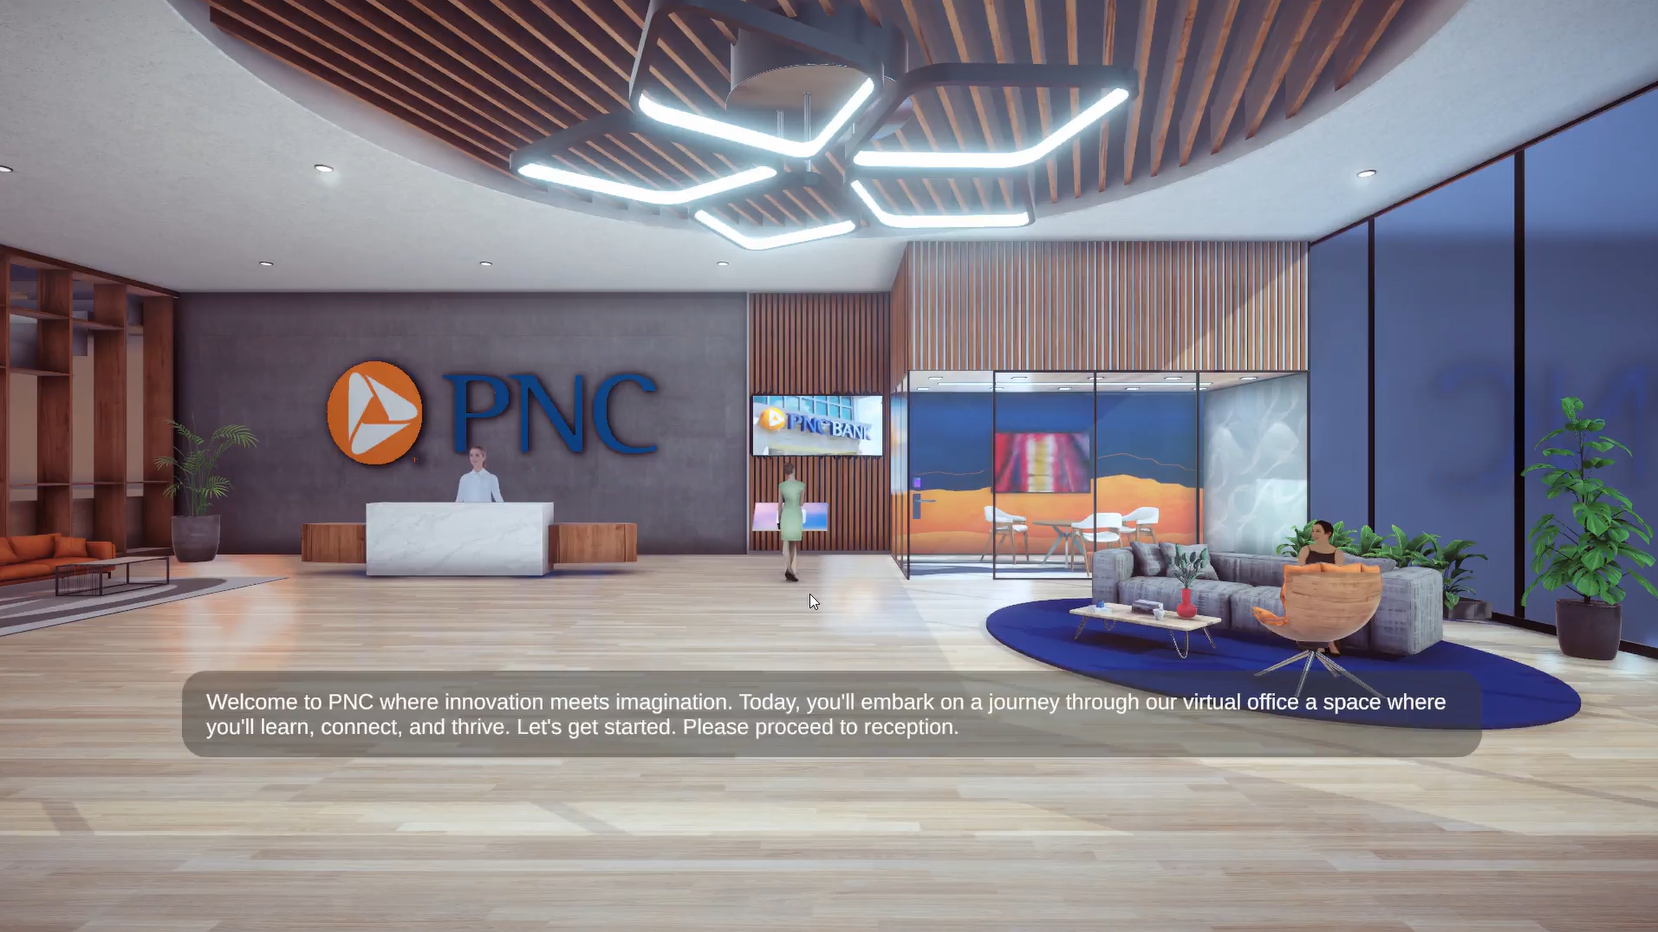 PNC
PNC BANK
Welcome to PNC where innovation meets imagination. Today, you'll embark on a journey through our virtual office a space where
you'll learn, connect, and thrive. Let's get started. Please proceed to reception.